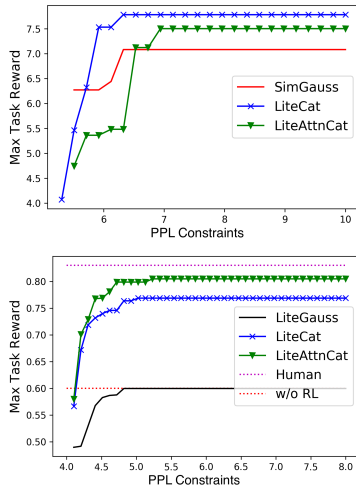 7.5
7.0
6.5
6.0
5.5
5.0
4.5
4.0
Max Task Reward
SimGauss
LiteCat
LiteAttnCat
6 7 8 9 10
PPL Constraints
0.80
0.75
0.70
0.65
0.60
0.55
0.50
Max Task Reward
LiteGauss
LiteCat
LiteAttnCat
Human
w/o RL
4.0 4.5 5.0 5.5 6.0 6.5 7.0 7.5 8.0
PPL Constraints